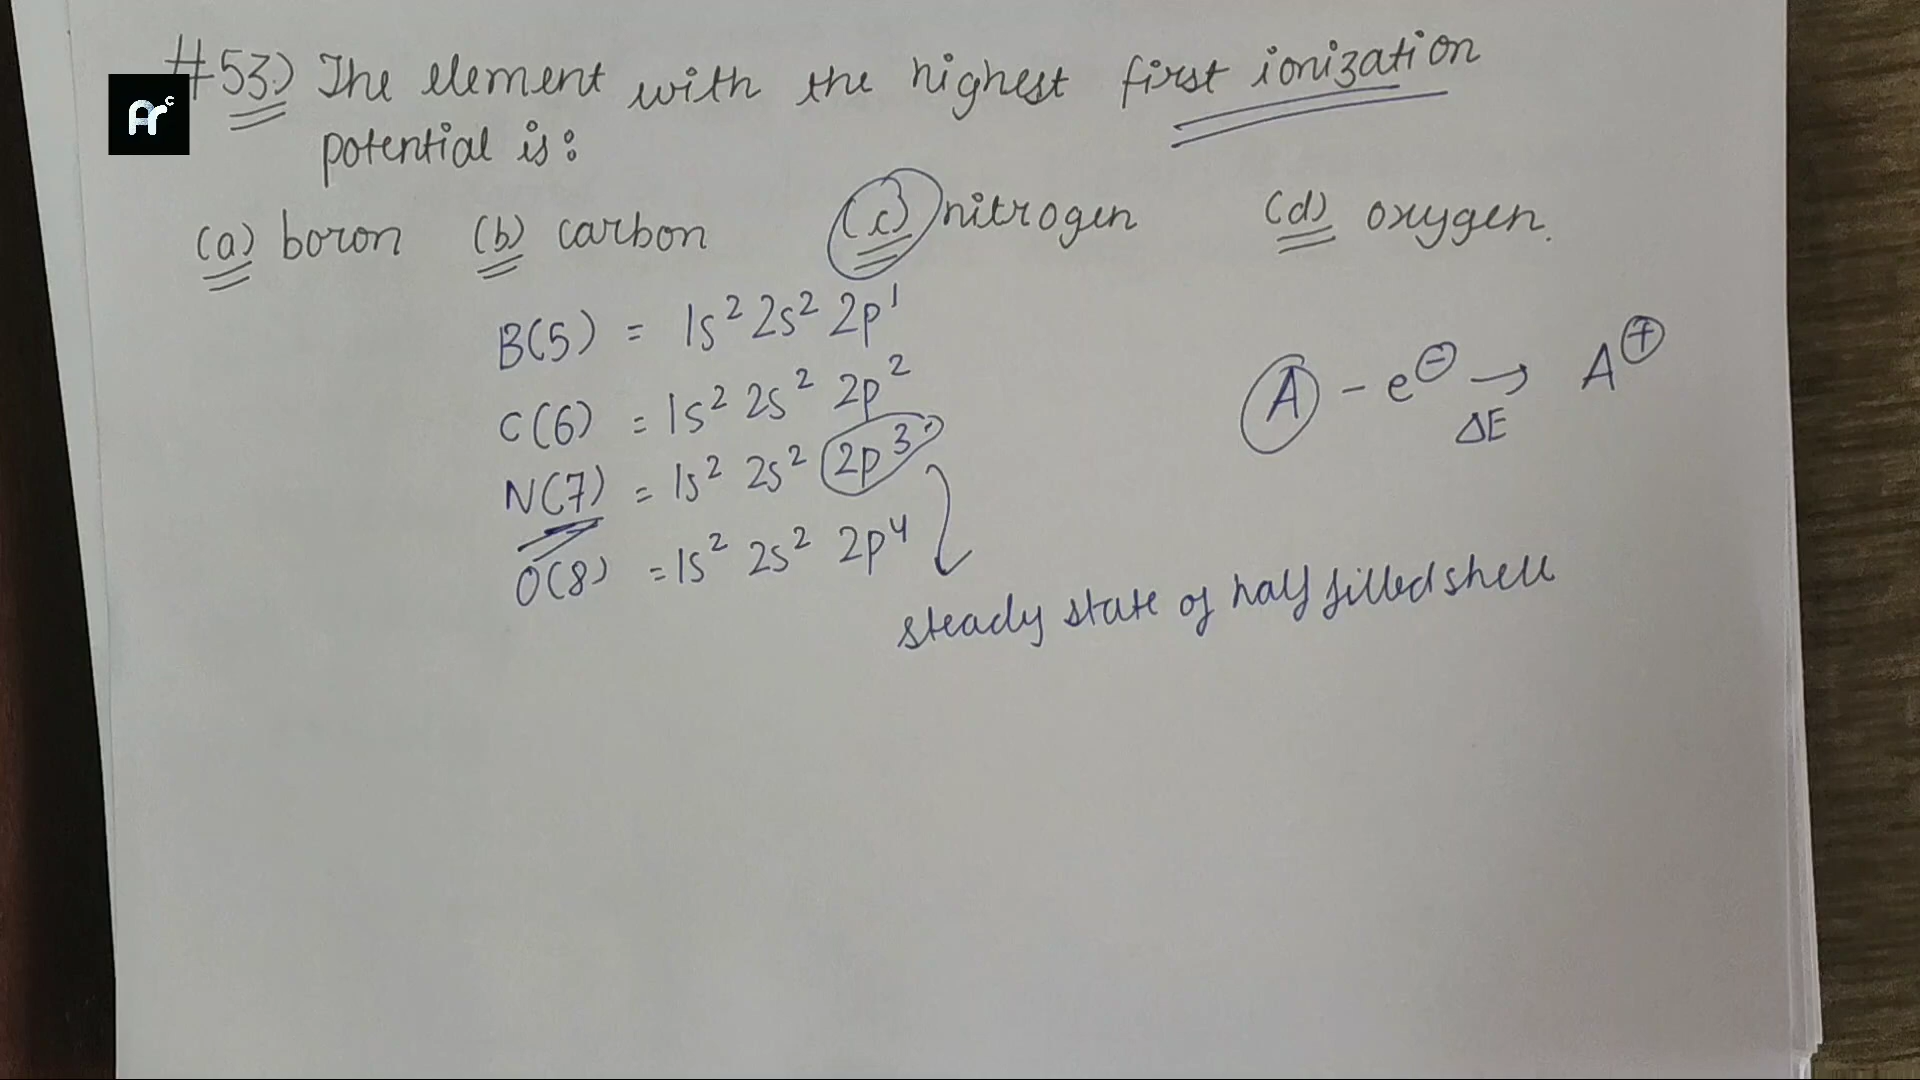 #53) The element with the highest first ionization
potential is:
(a) boron (b) carbon (c) nitrogen (d) oxygen.
B(5) = 1s² 2s² 2p¹
C(6) = 1s² 2s² 2p²
N(7) = 1s² 2s² 2p³
O(8) = 1s² 2s² 2p⁴
A - e⊖ → A⊕
ΔE
steady state of half filled shell
Ar c